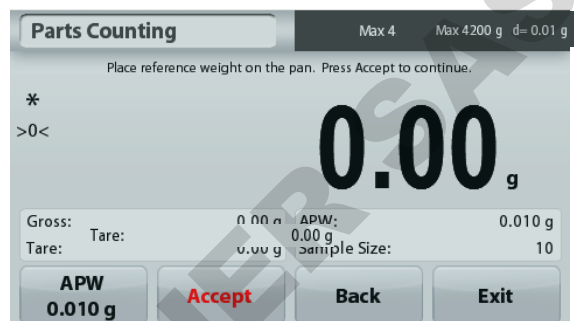 Parts Counting Max 4 Max 4200 g d= 0.01 g
Place reference weight on the pan. Press Accept to continue.
*
>0<
0.00 g
Gross: 0.00 g APW: 0.010 g
Tare: 0.00 g
Tare: 0.00 g Sample Size: 10
APW
0.010 g
Accept Back Exit